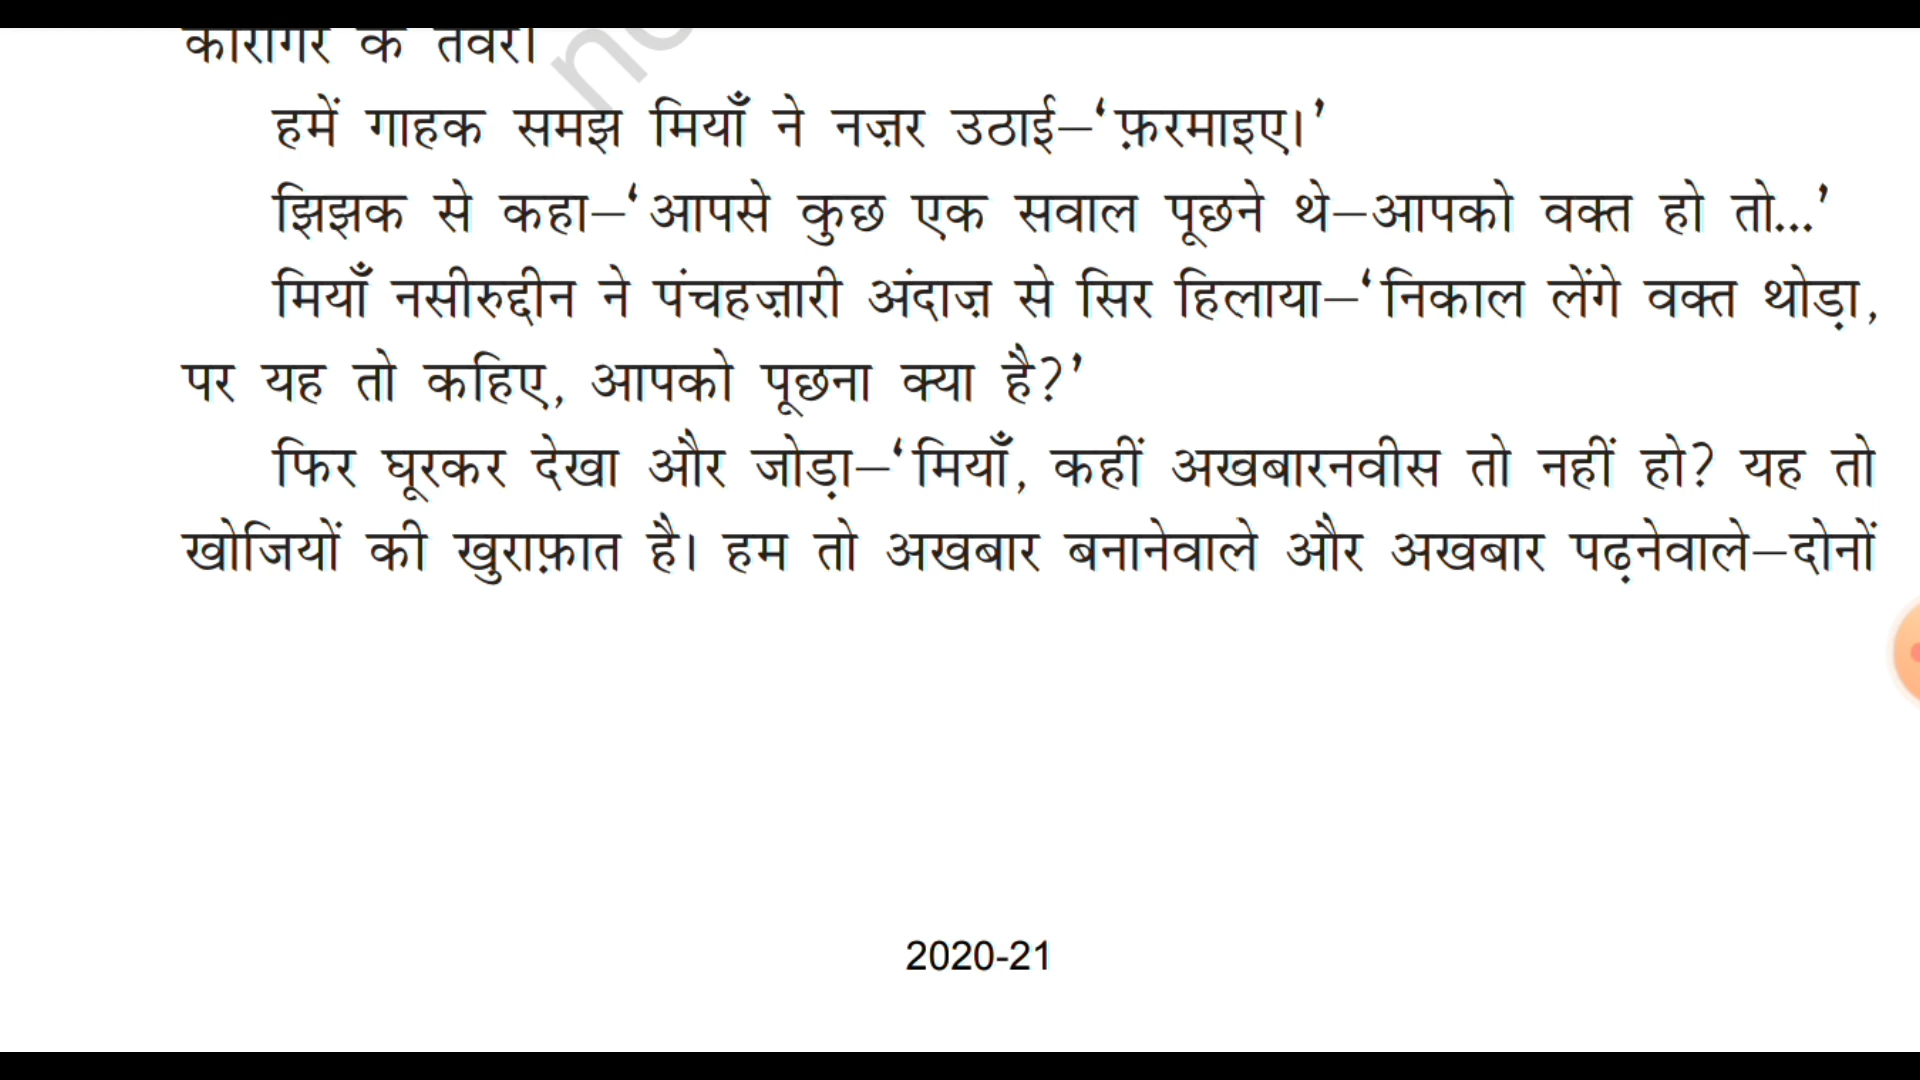 कारीगर के तेवर।
हमें गाहक समझ मियाँ ने नज़र उठाई–‘फ़रमाइए।’
झिझक से कहा–‘आपसे कुछ एक सवाल पूछने थे–आपको वक्त हो तो...’
मियाँ नसीरुद्दीन ने पंचहज़ारी अंदाज़ से सिर हिलाया–‘निकाल लेंगे वक्त थोड़ा,
पर यह तो कहिए, आपको पूछना क्या है?’
फिर घूरकर देखा और जोड़ा–‘मियाँ, कहीं अखबारनवीस तो नहीं हो? यह तो
खोजियों की खुराफ़ात है। हम तो अखबार बनानेवाले और अखबार पढ़नेवाले–दोनों
2020-21